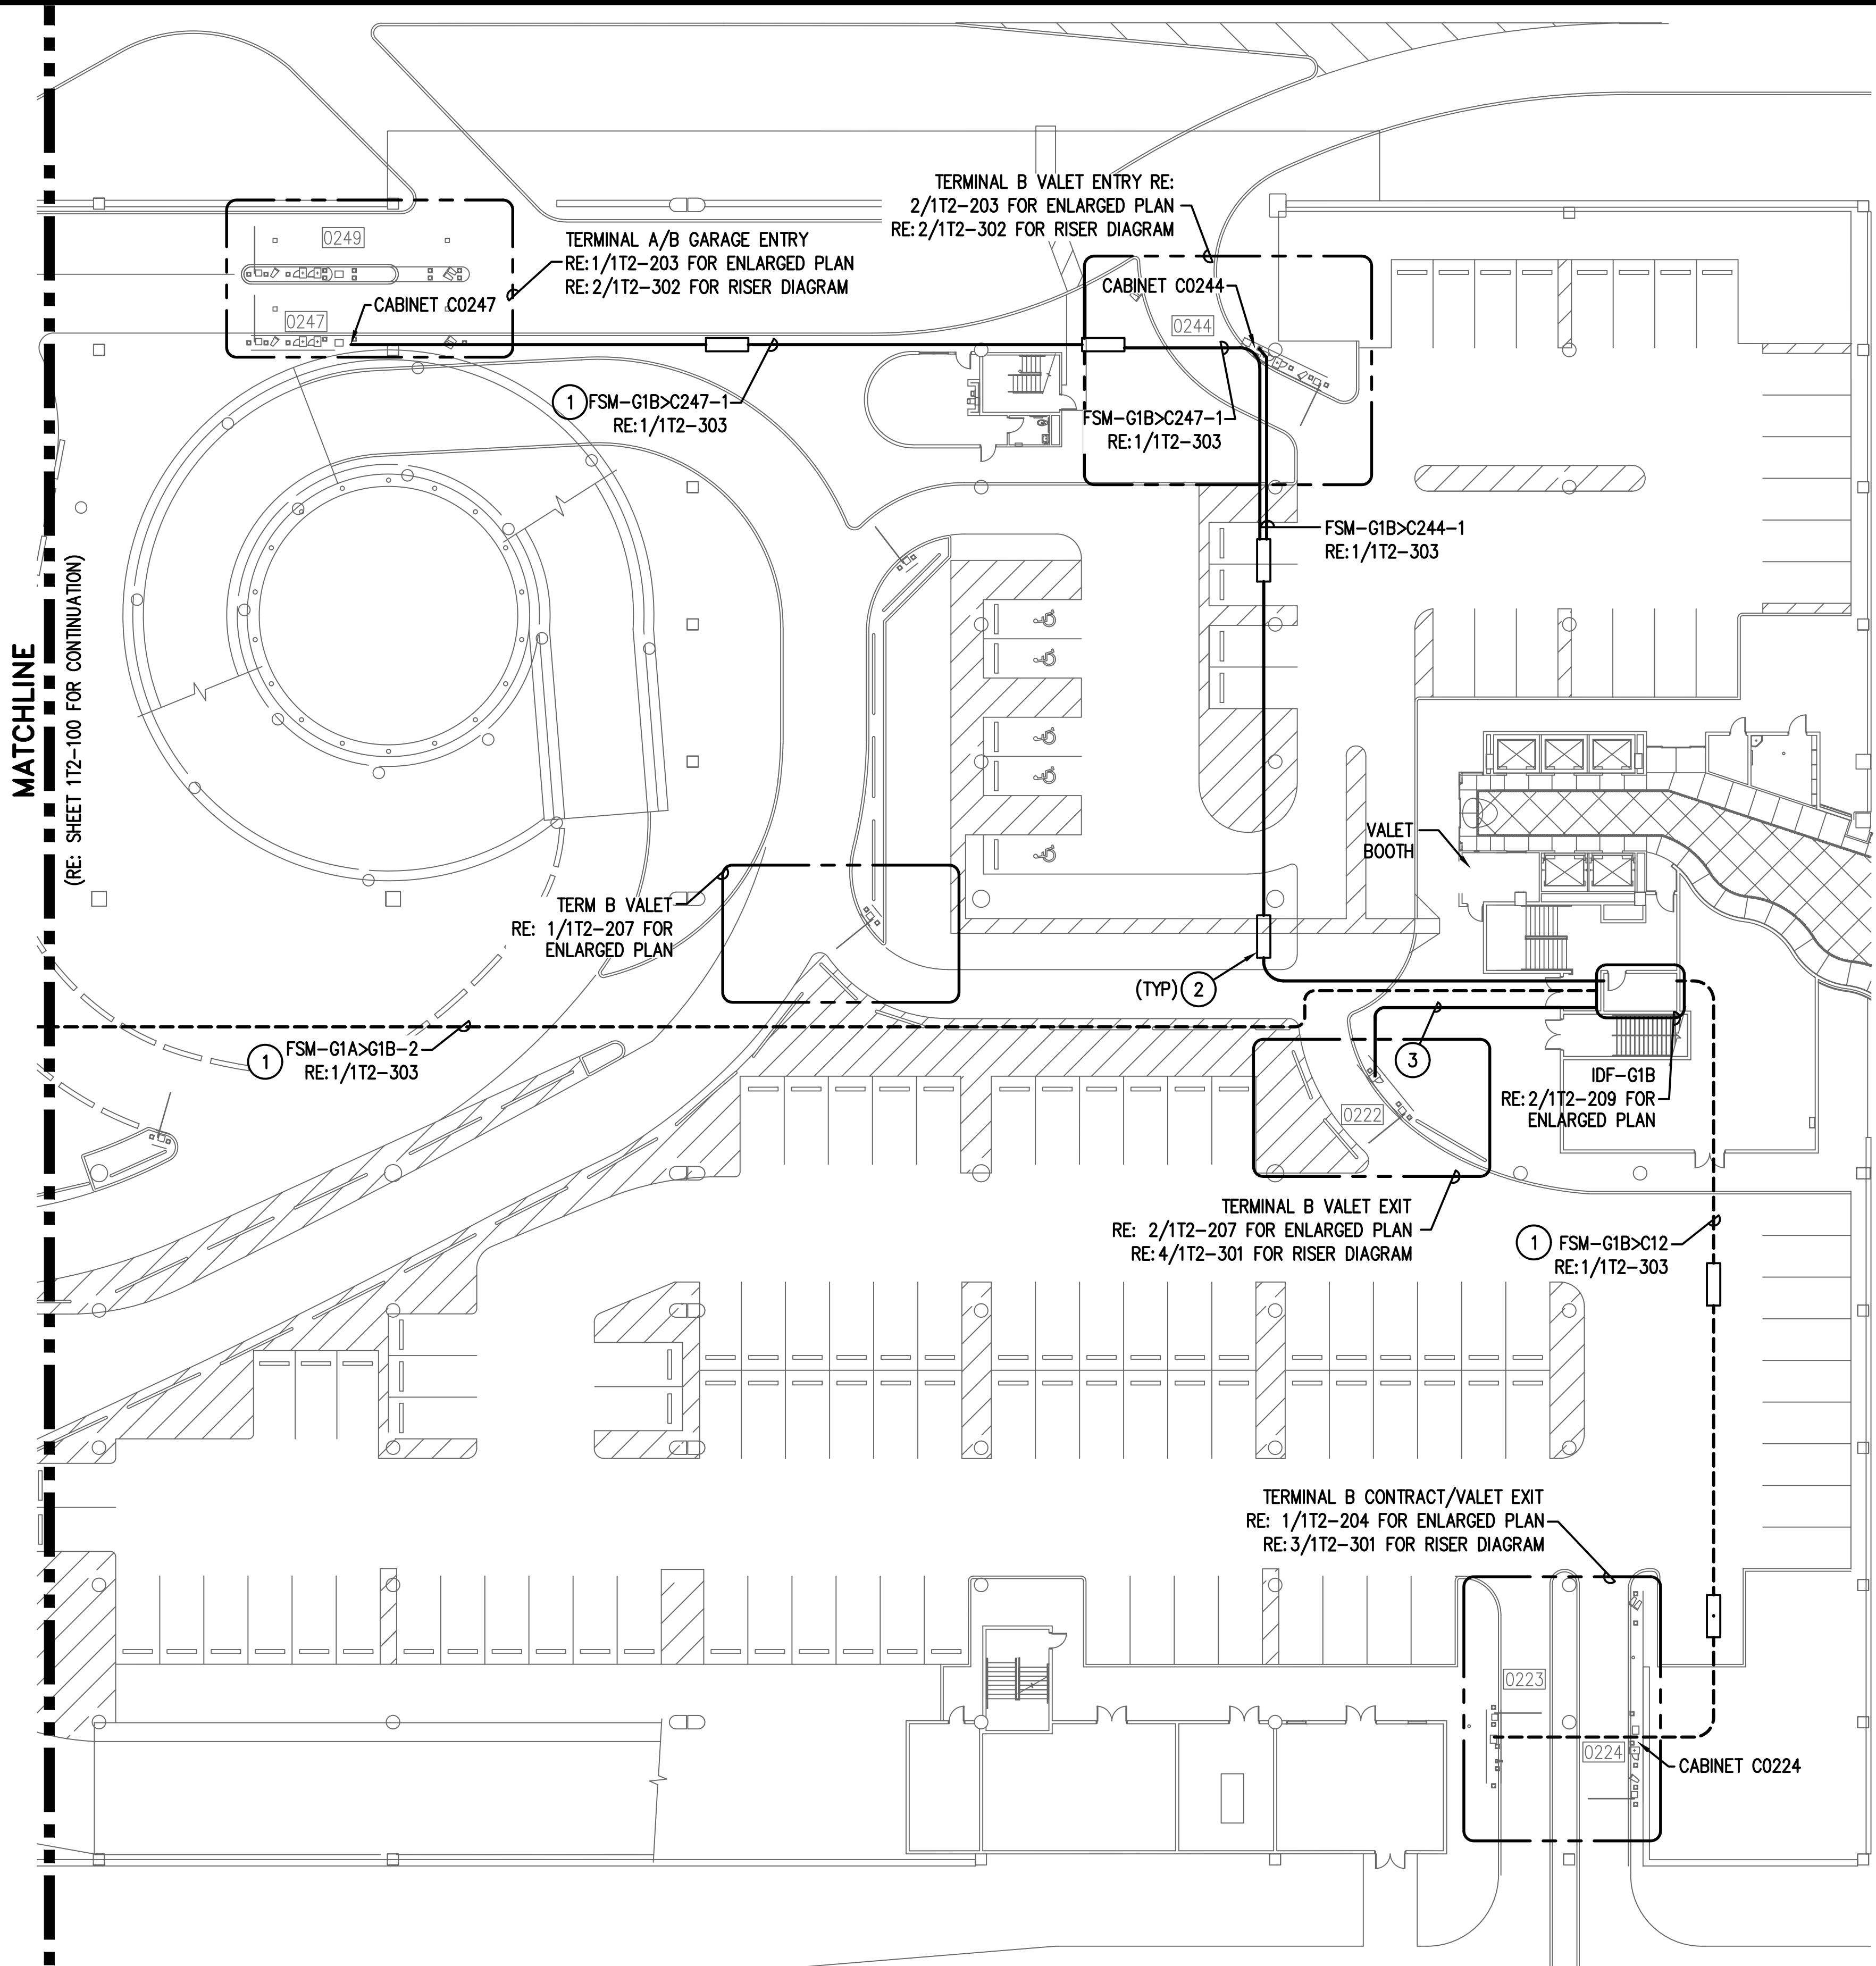 TERMINAL B VALET ENTRY RE:
2/1T2-203 FOR ENLARGED PLAN
RE: 2/1T2-302 FOR RISER DIAGRAM
0249
TERMINAL A/B GARAGE ENTRY
RE: 1/1T2-203 FOR ENLARGED PLAN
RE: 2/1T2-302 FOR RISER DIAGRAM
CABINET C0247
0247
CABINET C0244
0244
1 FSM-G1B>C247-1
RE: 1/1T2-303
FSM-G1B>C247-1
RE: 1/1T2-303
FSM-G1B>C244-1
RE: 1/1T2-303
MATCHLINE
(RE: SHEET 1T2-100 FOR CONTINUATION)
VALET
BOOTH
TERM B VALET
RE: 1/1T2-207 FOR
ENLARGED PLAN
(TYP) 2
1 FSM-G1A>G1B-2
RE: 1/1T2-303
3
IDF-G1B
RE: 2/1T2-209 FOR
ENLARGED PLAN
0222
TERMINAL B VALET EXIT
RE: 2/1T2-207 FOR ENLARGED PLAN
RE: 4/1T2-301 FOR RISER DIAGRAM
1 FSM-G1B>C12
RE: 1/1T2-303
TERMINAL B CONTRACT/VALET EXIT
RE: 1/1T2-204 FOR ENLARGED PLAN
RE: 3/1T2-301 FOR RISER DIAGRAM
0223
0224
CABINET C0224